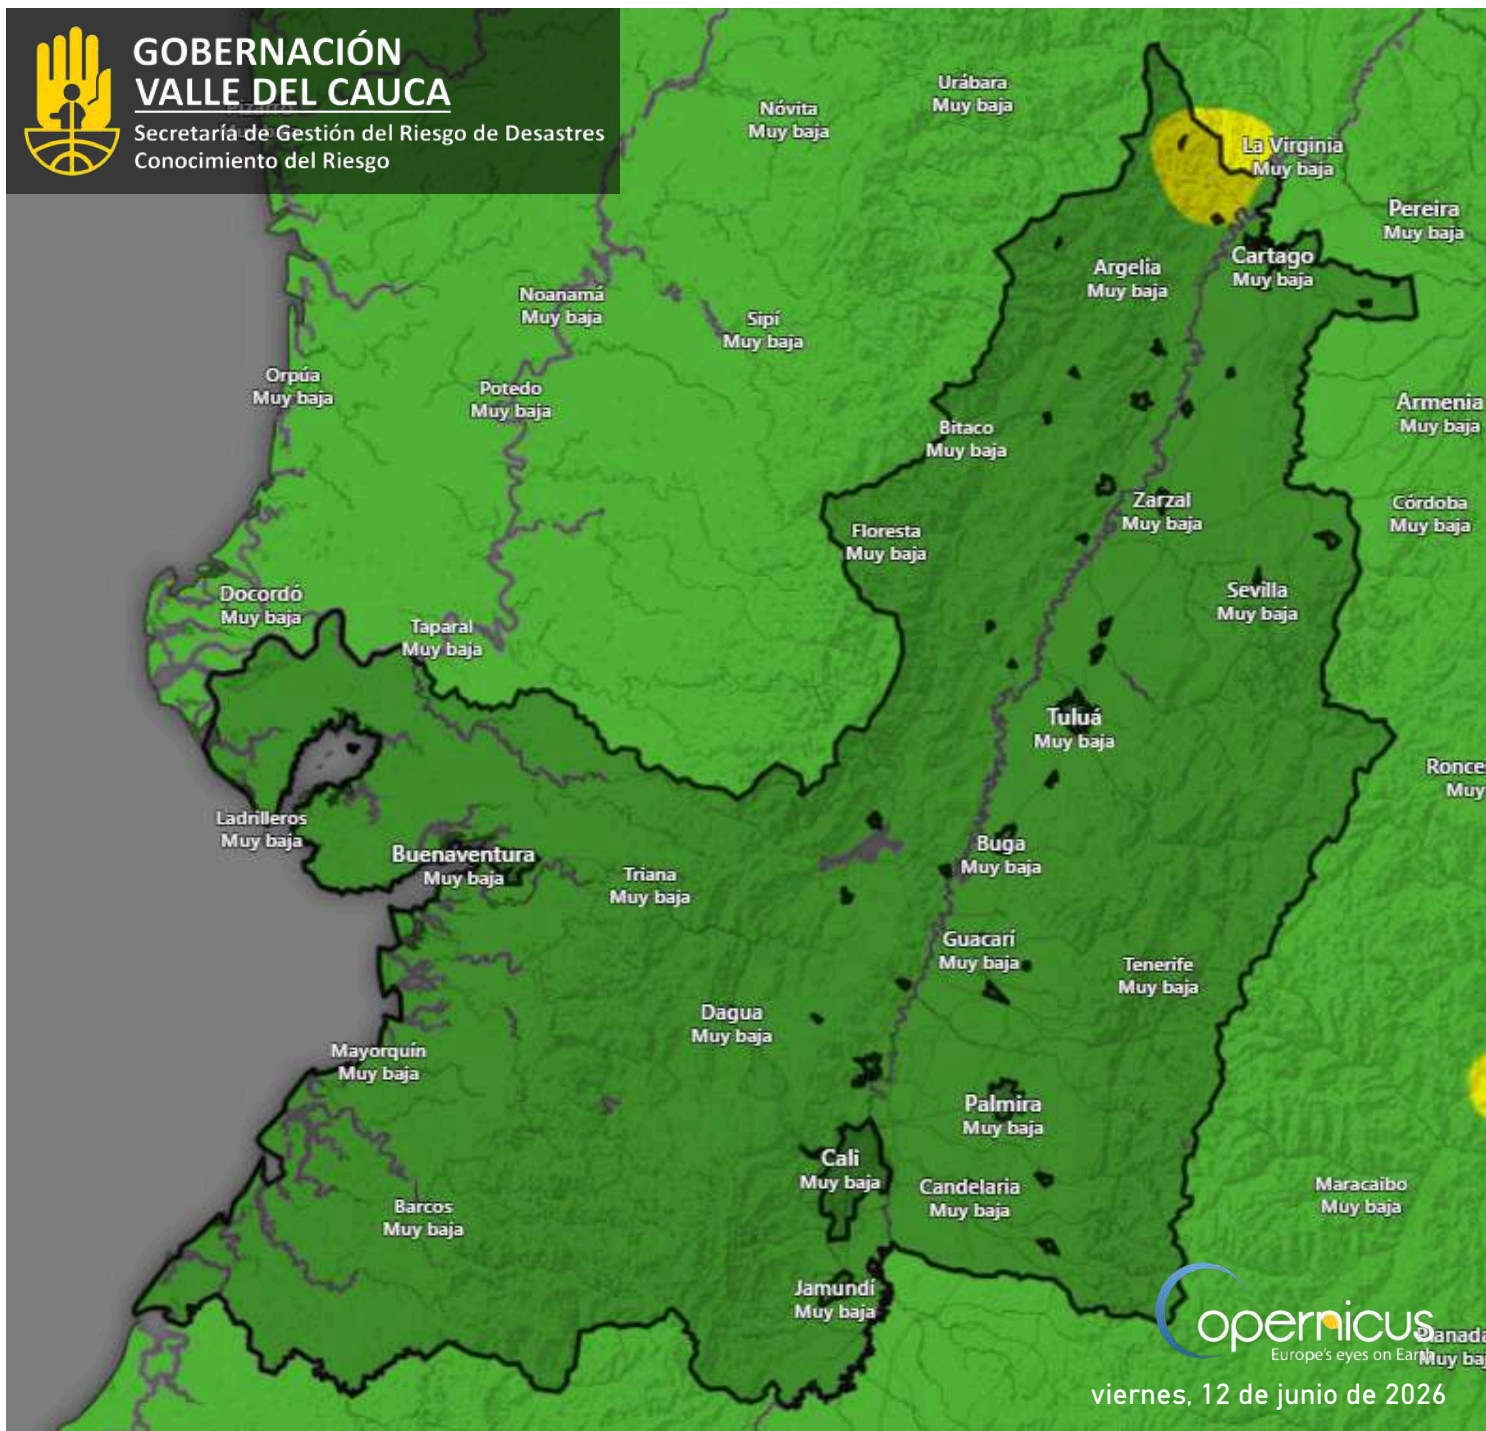 GOBERNACIÓN
VALLE DEL CAUCA
Secretaría de Gestión del Riesgo de Desastres
Conocimiento del Riesgo
Urábara
Muy baja
Nóvita
Muy baja
La Virginia
Muy baja
Pereira
Muy baja
Argelia
Muy baja
Cartago
Muy baja
Noanamá
Muy baja
Sipí
Muy baja
Orpúa
Muy baja
Potedo
Muy baja
Armenia
Muy baja
Bitaco
Muy baja
Zarzal
Muy baja
Córdoba
Muy baja
Floresta
Muy baja
Docordó
Muy baja
Sevilla
Muy baja
Taparal
Muy baja
Tuluá
Muy baja
Ronce
Muy
Ladrilleros
Muy baja
Buenaventura
Muy baja
Buga
Muy baja
Triana
Muy baja
Guacarí
Muy baja
Tenerife
Muy baja
Dagua
Muy baja
Mayorquín
Muy baja
Palmira
Muy baja
Cali
Muy baja
Candelaria
Muy baja
Maracaibo
Muy baja
Barcos
Muy baja
Jamundí
Muy baja
opernicus
Europe's eyes on Earth
Muy ba
viernes, 12 de junio de 2026